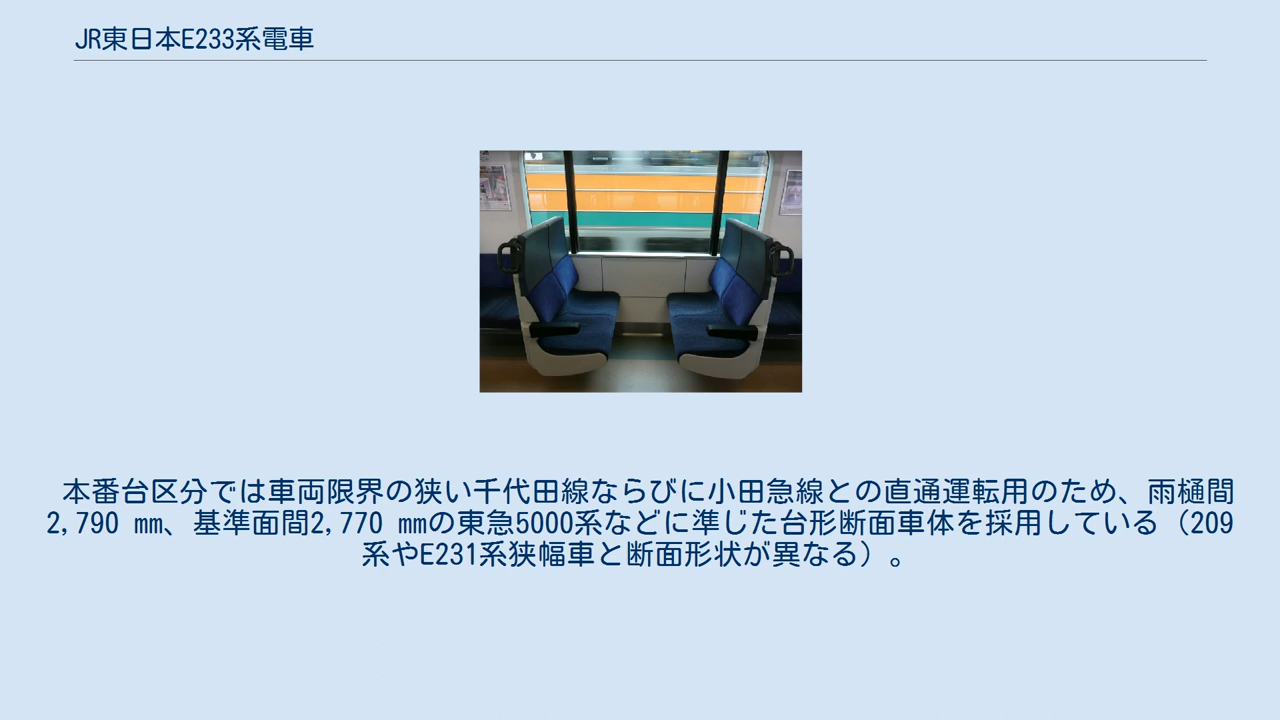 JR東日本E233系電車
本番台区分では車両限界の狭い千代田線ならびに小田急線との直通運転用のため、雨樋間
2,790 mm、基準面間2,770 mmの東急5000系などに準じた台形断面車体を採用している（209
系やE231系狭幅車と断面形状が異なる）。